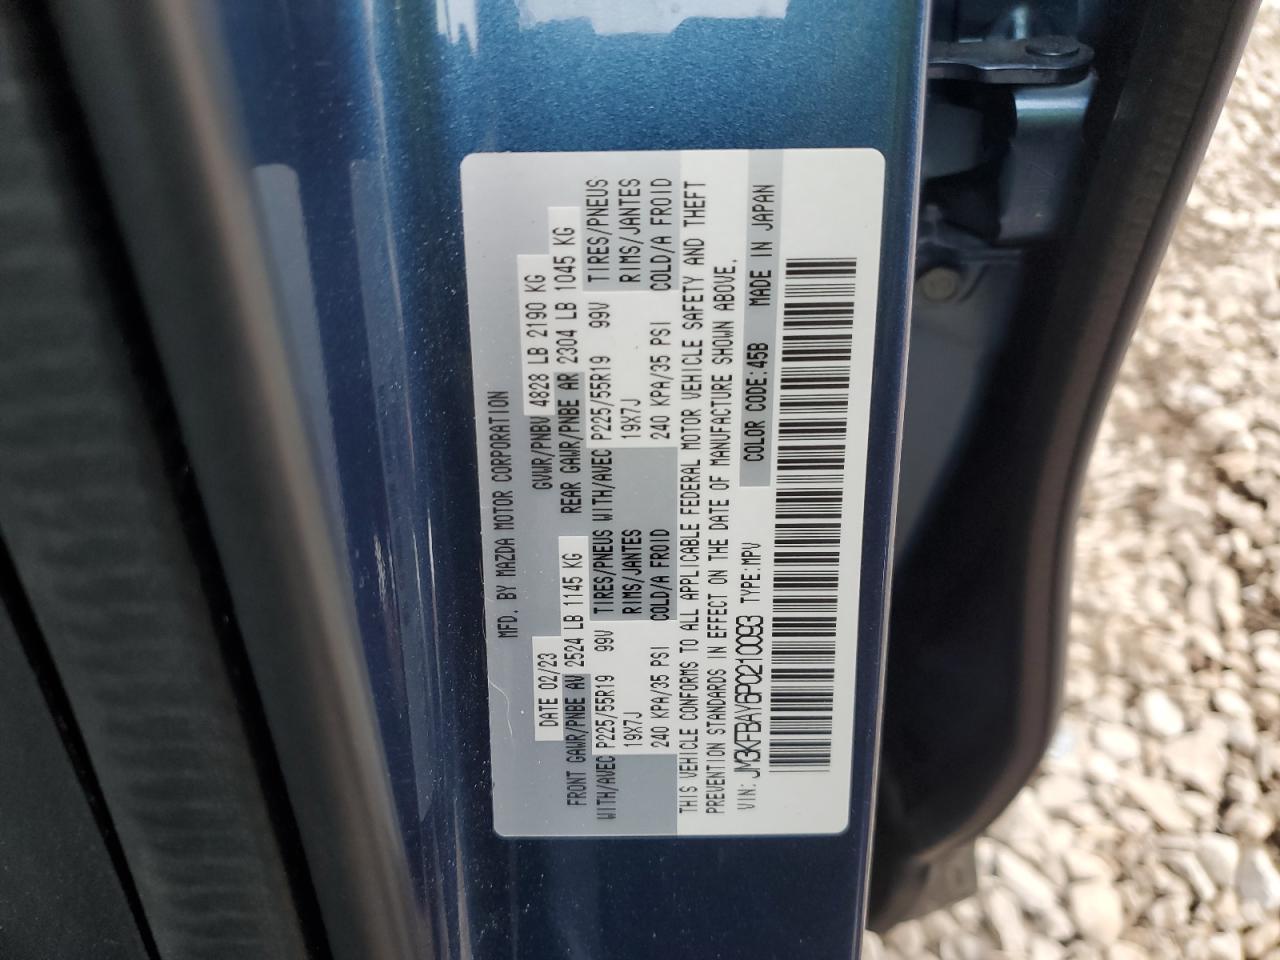 MFD. BY MAZDA MOTOR CORPORATION
DATE 02/23 GVWR/PNBV 4828 LB 2190 KG
FRONT GAWR/PNBE AV 2524 LB 1145 KG REAR GAWR/PNBE AR 2304 LB 1045 KG
WITH/AVEC P225/55R19 99V TIRES/PNEUS WITH/AVEC P225/55R19 99V TIRES/PNEUS
19X7J RIMS/JANTES 19X7J RIMS/JANTES
240 KPA/35 PSI COLD/A FROID 240 KPA/35 PSI COLD/A FROID
THIS VEHICLE CONFORMS TO ALL APPLICABLE FEDERAL MOTOR VEHICLE SAFETY AND THEFT
PREVENTION STANDARDS IN EFFECT ON THE DATE OF MANUFACTURE SHOWN ABOVE.
VIN: JM3KFBAY6P0210093 TYPE:MPV COLOR CODE:45B MADE IN JAPAN